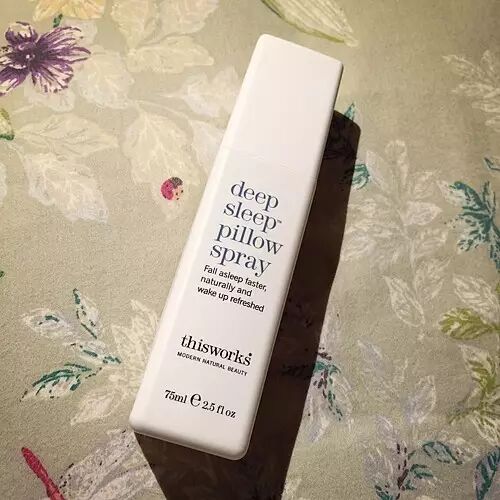 deep
sleep™
pillow
spray
Fall asleep faster,
naturally and
wake up refreshed
thisworks®
MODERN NATURAL BEAUTY
75ml ℮ 2.5 fl oz